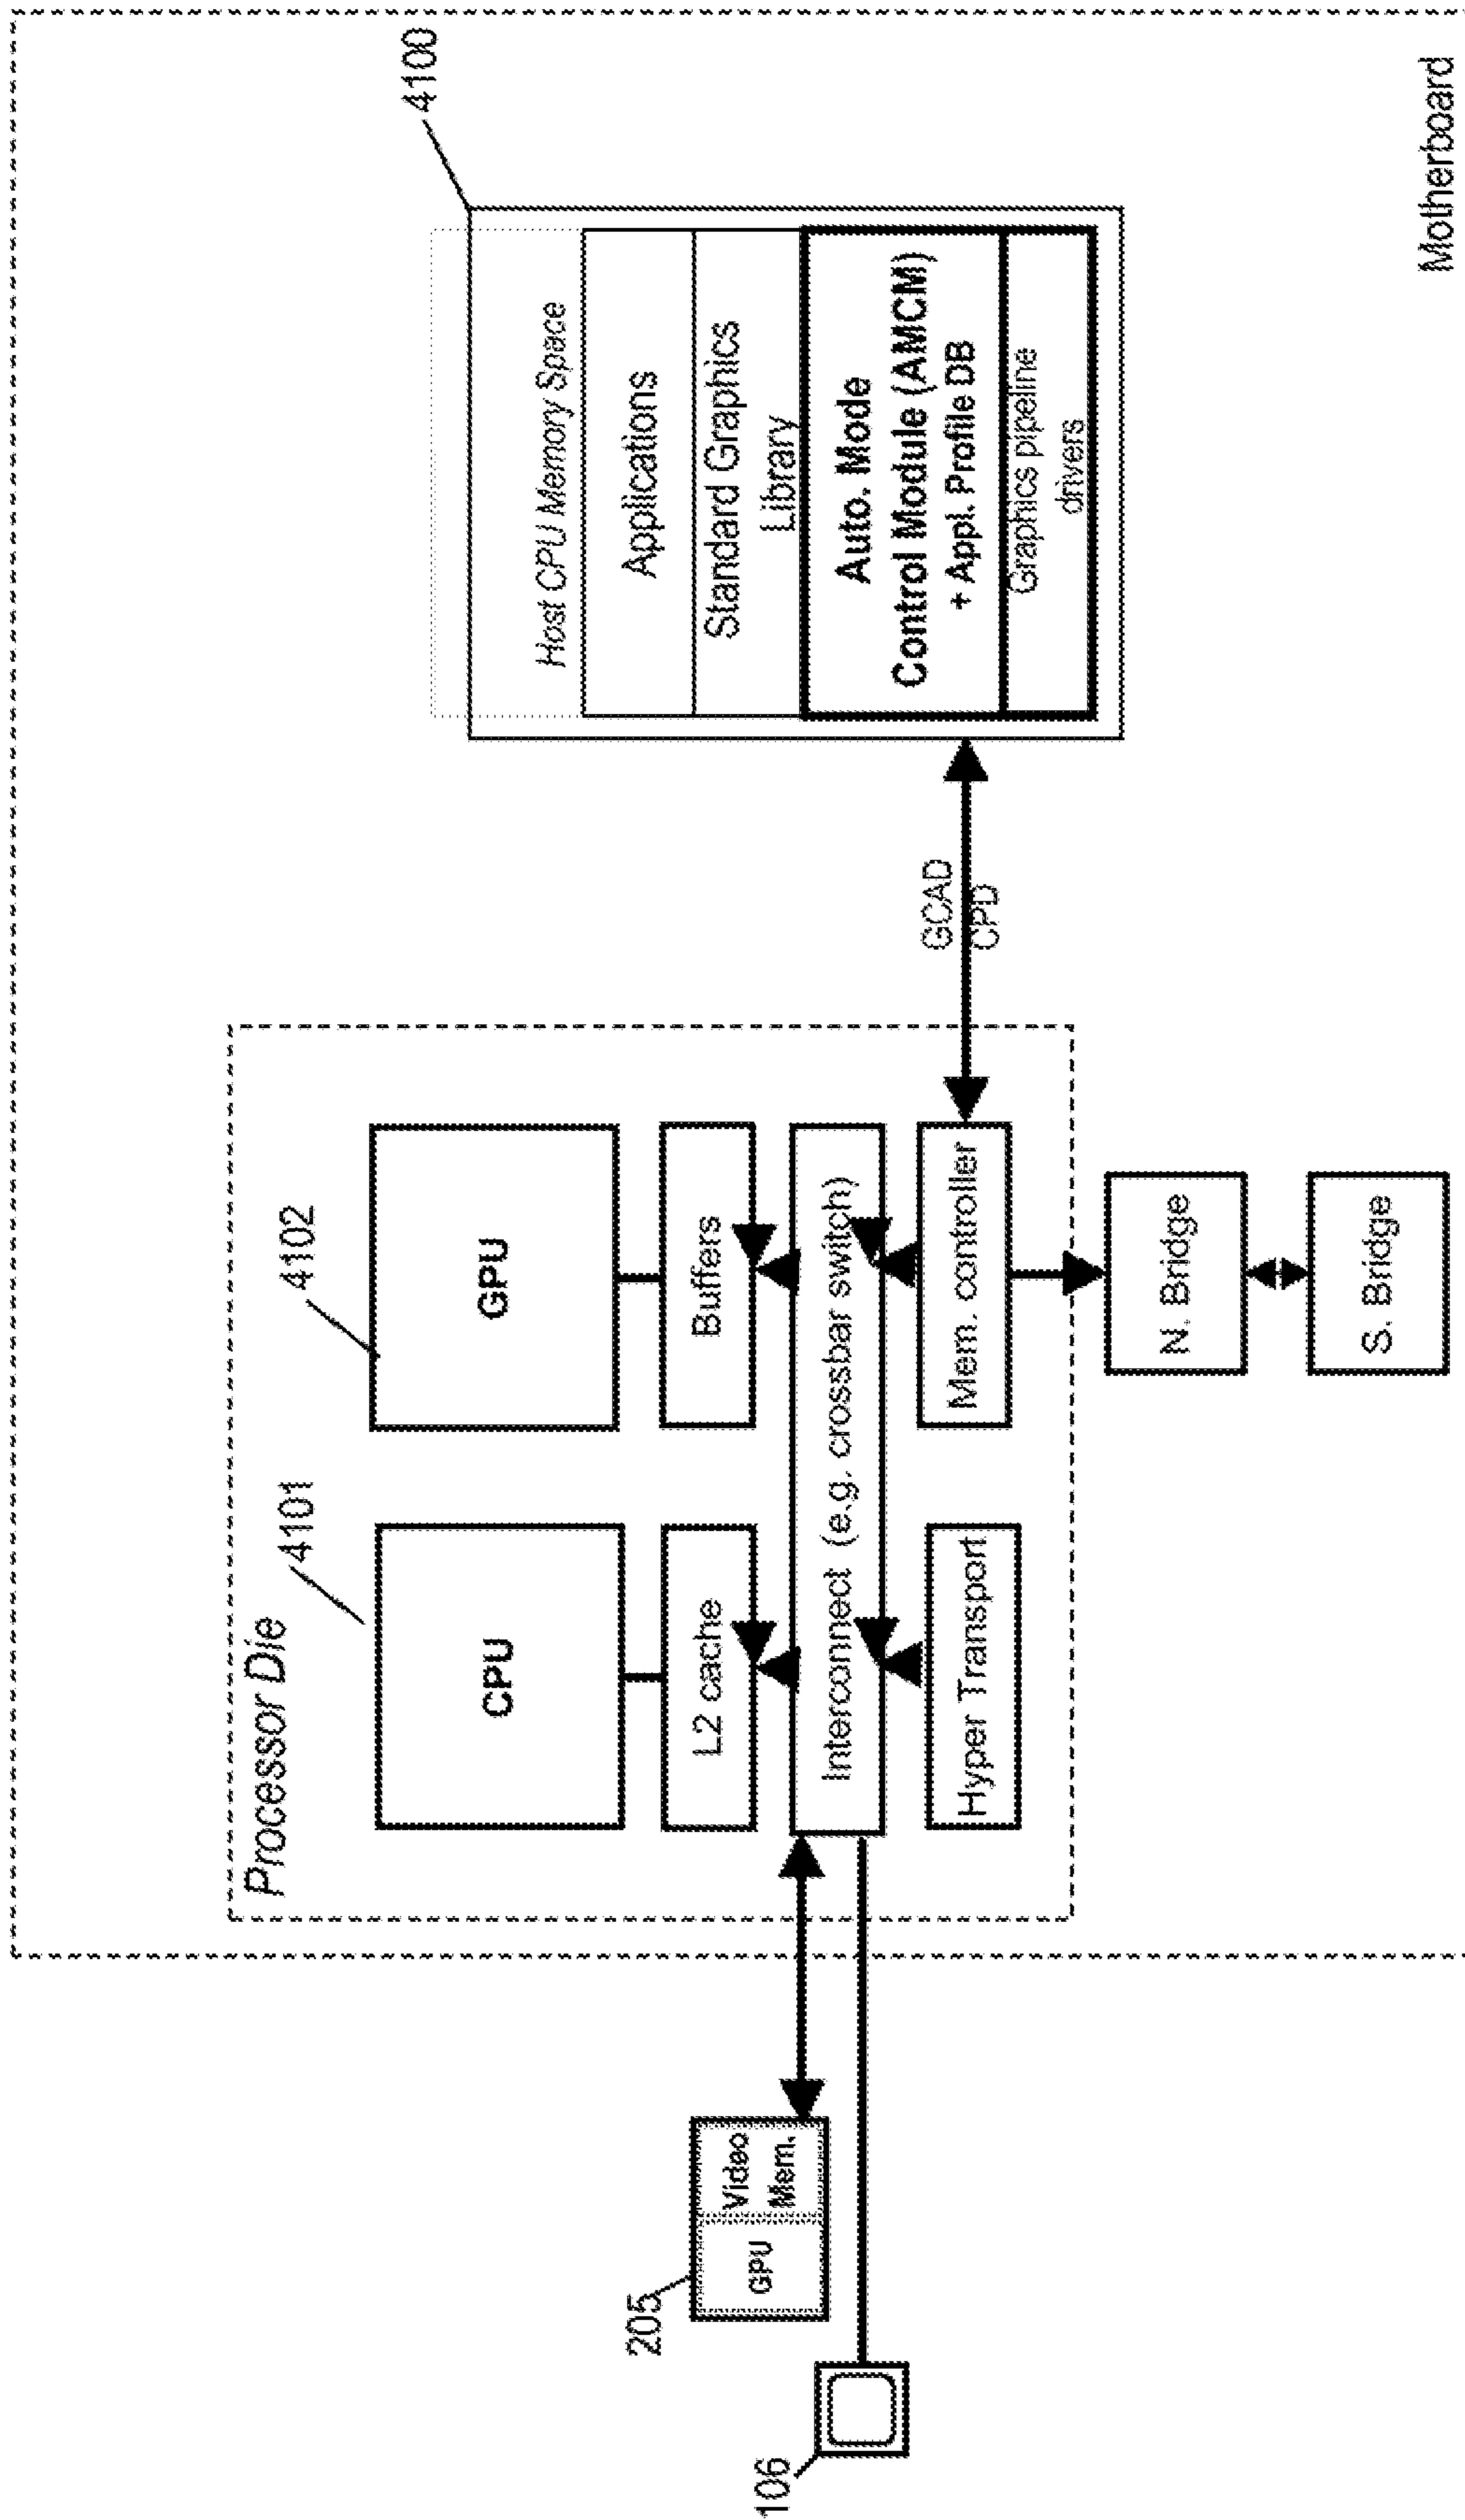 Processor Die
4101
4102
CPU
GPU
L2 cache
Buffers
Interconnect (e.g. crossbar switch)
Hyper Transport
Mem. controller
N. Bridge
S. Bridge
205
GPU
Video
Mem.
106
GCAD
CPD
4100
Host CPU Memory Space
Applications
Standard Graphics
Library
Auto. Mode
Control Module (AMCM)
+ Appl. Profile DB
Graphics pipeline
drivers
Motherboard